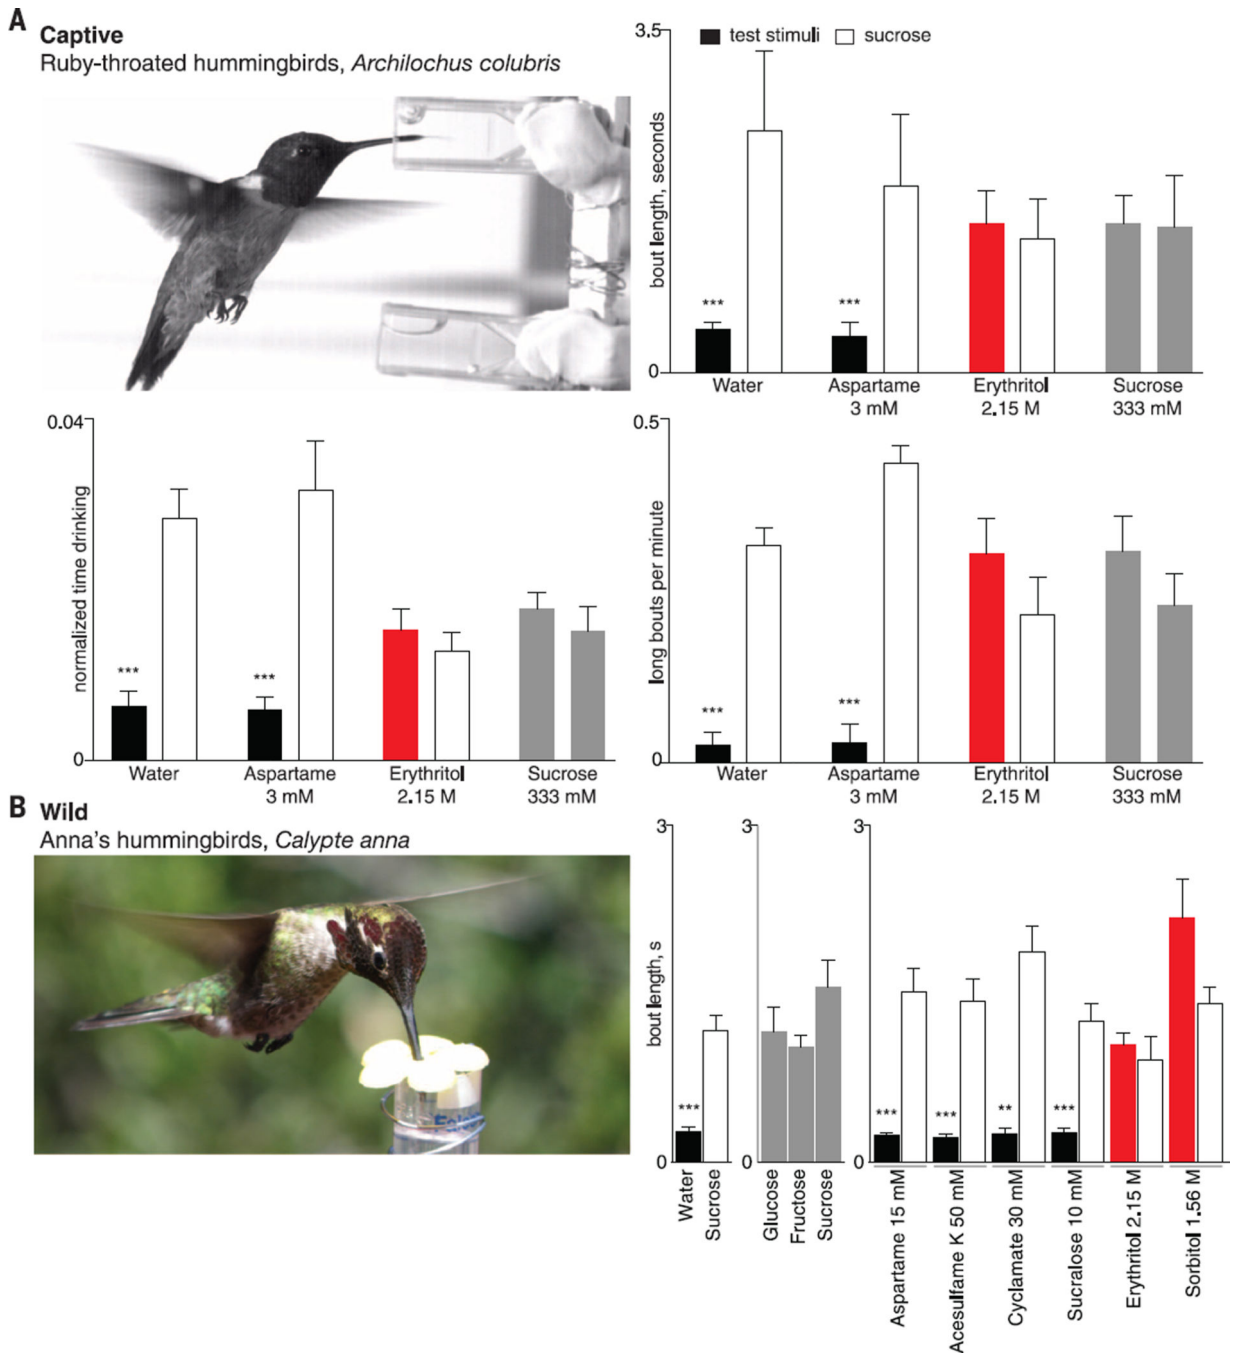 A
Captive
Ruby-throated hummingbirds, Archilochus colubris
3.5
test stimuli
sucrose
bout length, seconds
0
Water
Aspartame
3 mM
Erythritol
2.15 M
Sucrose
333 mM
***
***
0.04
normalized time drinking
0
***
***
Water
Aspartame
3 mM
Erythritol
2.15 M
Sucrose
333 mM
0.5
long bouts per minute
0
***
***
Water
Aspartame
3 mM
Erythritol
2.15 M
Sucrose
333 mM
B
Wild
Anna's hummingbirds, Calypte anna
bout length, s
3
0
***
Water
Sucrose
3
0
Glucose
Fructose
Sucrose
3
0
***
***
**
***
Aspartame 15 mM
Acesulfame K 50 mM
Cyclamate 30 mM
Sucralose 10 mM
Erythritol 2.15 M
Sorbitol 1.56 M